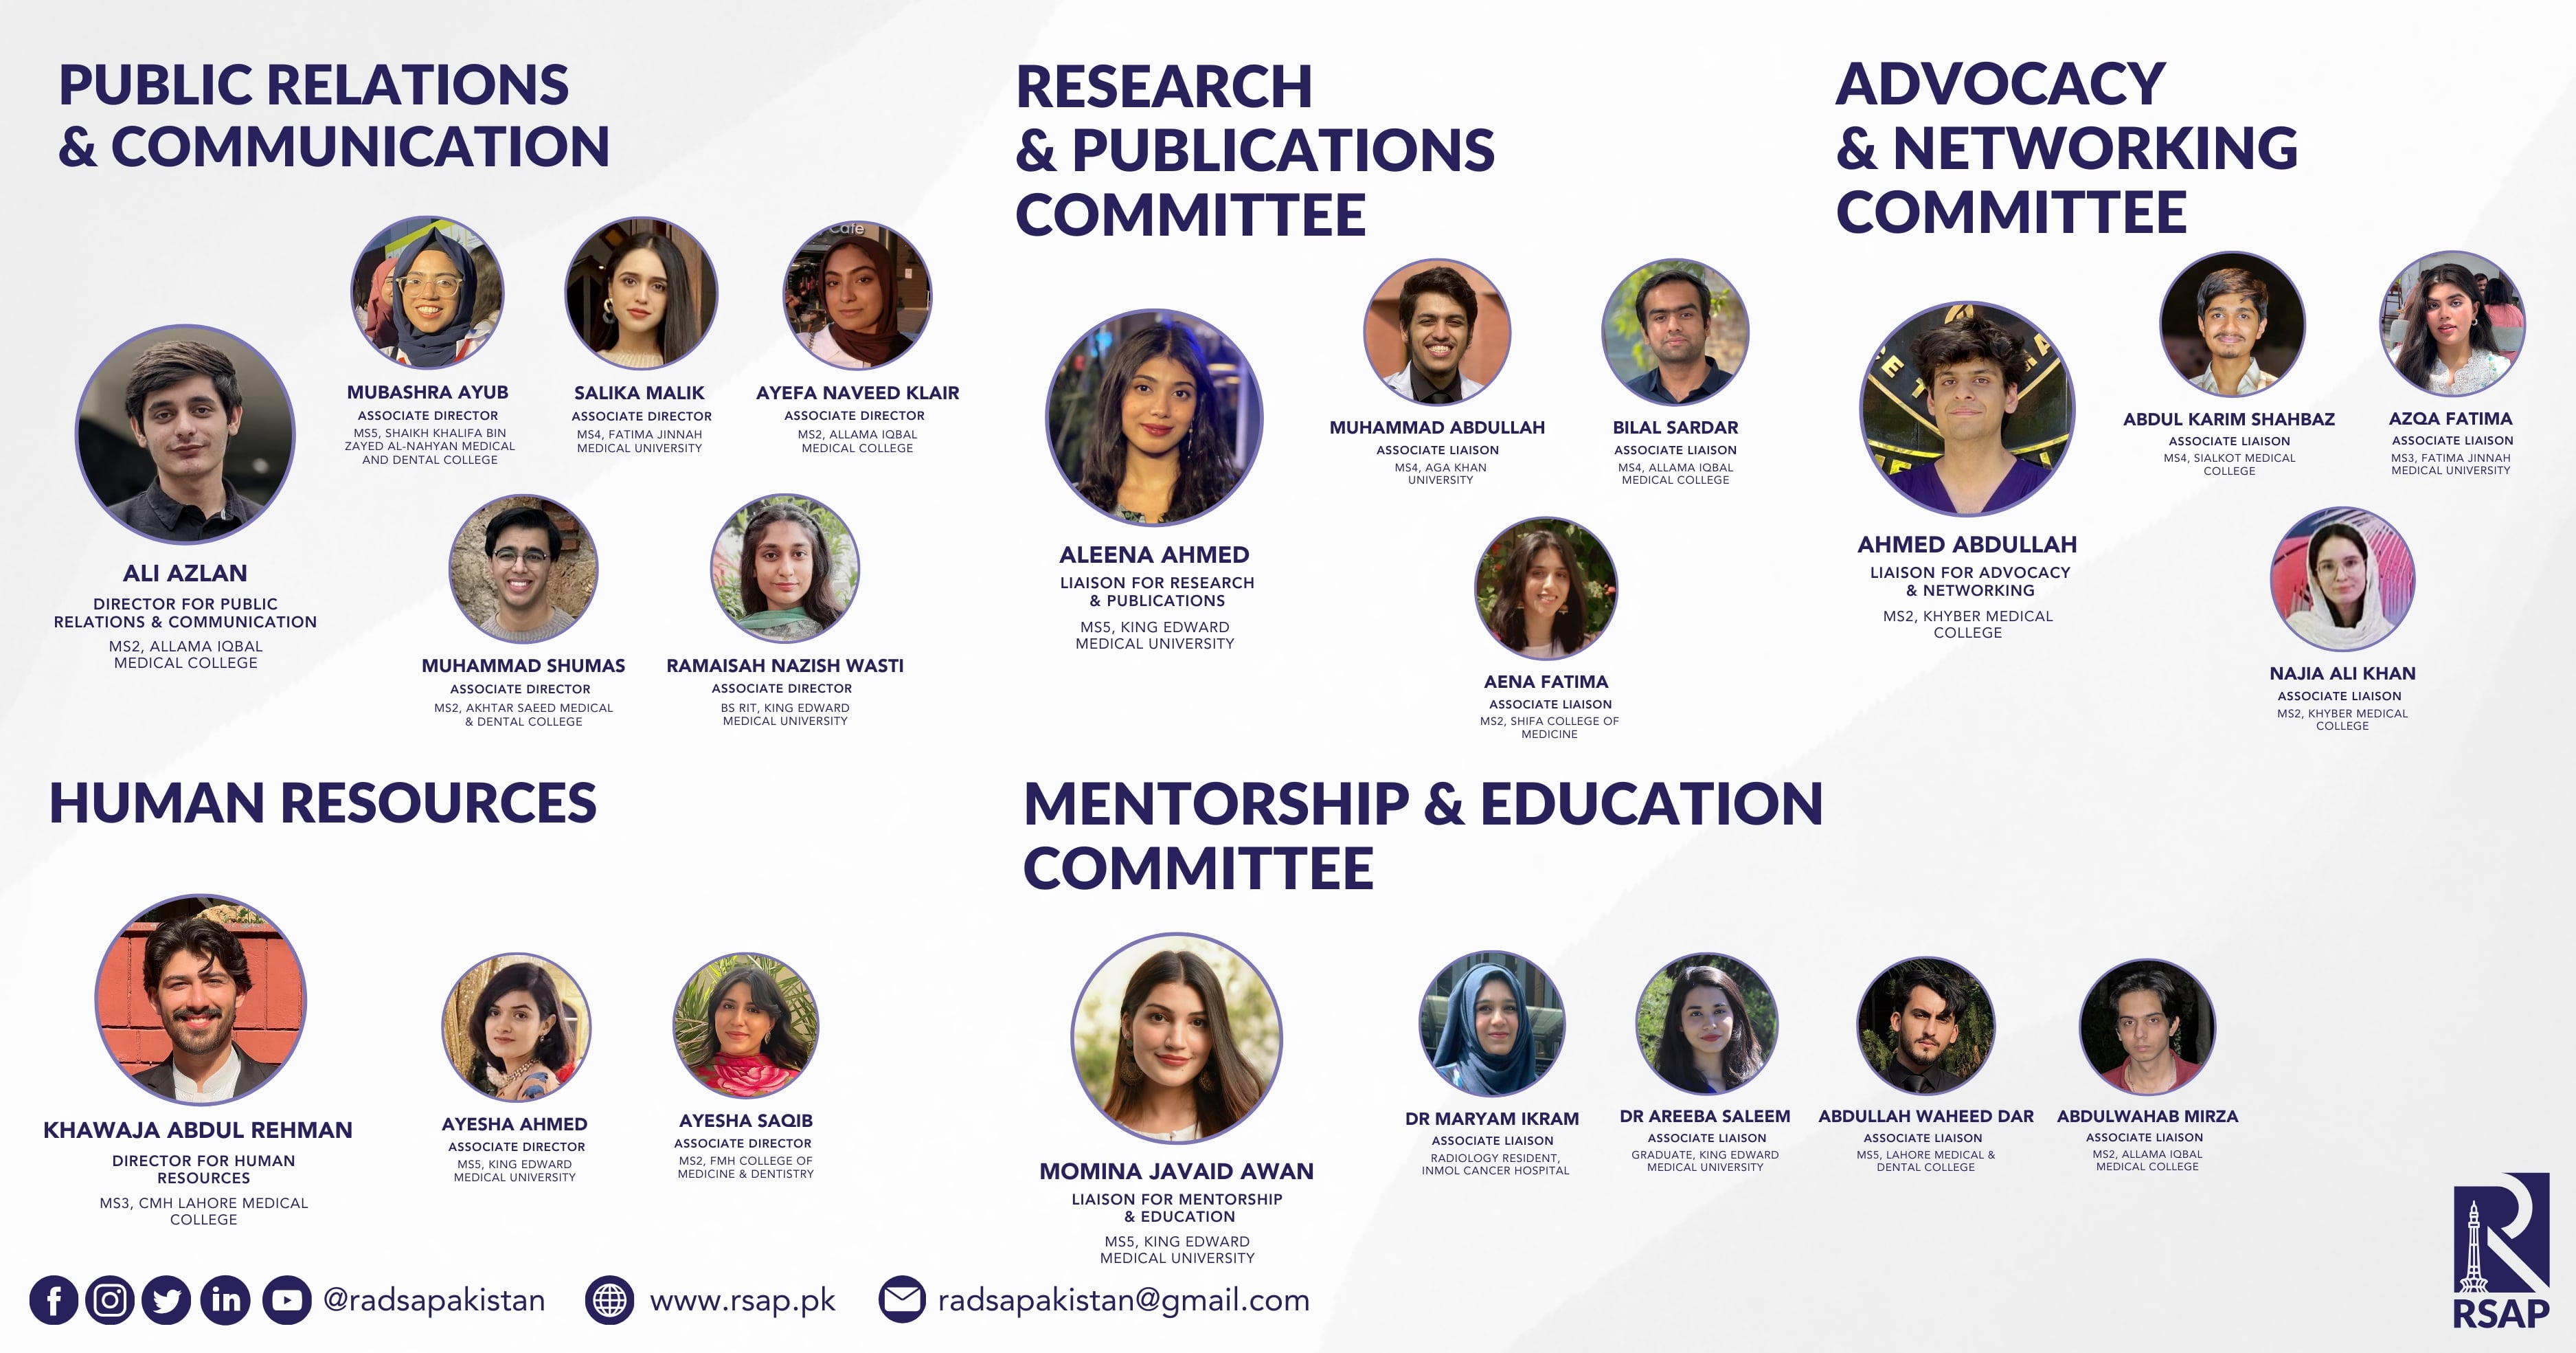 PUBLIC RELATIONS
& COMMUNICATION
Cafe
ALI AZLAN
DIRECTOR FOR PUBLIC
RELATIONS & COMMUNICATION
MS2, ALLAMA IQBAL
MEDICAL COLLEGE
MUBASHRA AYUB
ASSOCIATE DIRECTOR
MS5, SHAIKH KHALIFA BIN
ZAYED AL-NAHYAN MEDICAL
AND DENTAL COLLEGE
SALIKA MALIK
ASSOCIATE DIRECTOR
MS4, FATIMA JINNAH
MEDICAL UNIVERSITY
AYEFA NAVEED KLAIR
ASSOCIATE DIRECTOR
MS2, ALLAMA IQBAL
MEDICAL COLLEGE
MUHAMMAD SHUMAS
ASSOCIATE DIRECTOR
MS2, AKHTAR SAEED MEDICAL
& DENTAL COLLEGE
RAMAISAH NAZISH WASTI
ASSOCIATE DIRECTOR
BS RIT, KING EDWARD
MEDICAL UNIVERSITY
RESEARCH
& PUBLICATIONS
COMMITTEE
ALEENA AHMED
LIAISON FOR RESEARCH
& PUBLICATIONS
MS5, KING EDWARD
MEDICAL UNIVERSITY
MUHAMMAD ABDULLAH
ASSOCIATE LIAISON
MS4, AGA KHAN
UNIVERSITY
BILAL SARDAR
ASSOCIATE LIAISON
MS4, ALLAMA IQBAL
MEDICAL COLLEGE
AENA FATIMA
ASSOCIATE LIAISON
MS2, SHIFA COLLEGE OF
MEDICINE
ADVOCACY
& NETWORKING
COMMITTEE
AHMED ABDULLAH
LIAISON FOR ADVOCACY
& NETWORKING
MS2, KHYBER MEDICAL
COLLEGE
ABDUL KARIM SHAHBAZ
ASSOCIATE LIAISON
MS4, SIALKOT MEDICAL
COLLEGE
AZQA FATIMA
ASSOCIATE LIAISON
MS3, FATIMA JINNAH
MEDICAL UNIVERSITY
NAJIA ALI KHAN
ASSOCIATE LIAISON
MS2, KHYBER MEDICAL
COLLEGE
HUMAN RESOURCES
KHAWAJA ABDUL REHMAN
DIRECTOR FOR HUMAN
RESOURCES
MS3, CMH LAHORE MEDICAL
COLLEGE
AYESHA AHMED
ASSOCIATE DIRECTOR
MS5, KING EDWARD
MEDICAL UNIVERSITY
AYESHA SAQIB
ASSOCIATE DIRECTOR
MS2, FMH COLLEGE OF
MEDICINE & DENTISTRY
MENTORSHIP & EDUCATION
COMMITTEE
MOMINA JAVAID AWAN
LIAISON FOR MENTORSHIP
& EDUCATION
MS5, KING EDWARD
MEDICAL UNIVERSITY
DR MARYAM IKRAM
ASSOCIATE LIAISON
RADIOLOGY RESIDENT,
INMOL CANCER HOSPITAL
DR AREEBA SALEEM
ASSOCIATE LIAISON
GRADUATE, KING EDWARD
MEDICAL UNIVERSITY
ABDULLAH WAHEED DAR
ASSOCIATE LIAISON
MS5, LAHORE MEDICAL &
DENTAL COLLEGE
ABDULWAHAB MIRZA
ASSOCIATE LIAISON
MS2, ALLAMA IQBAL
MEDICAL COLLEGE
@radsapakistan
www.rsap.pk
radsapakistan@gmail.com
RSAP